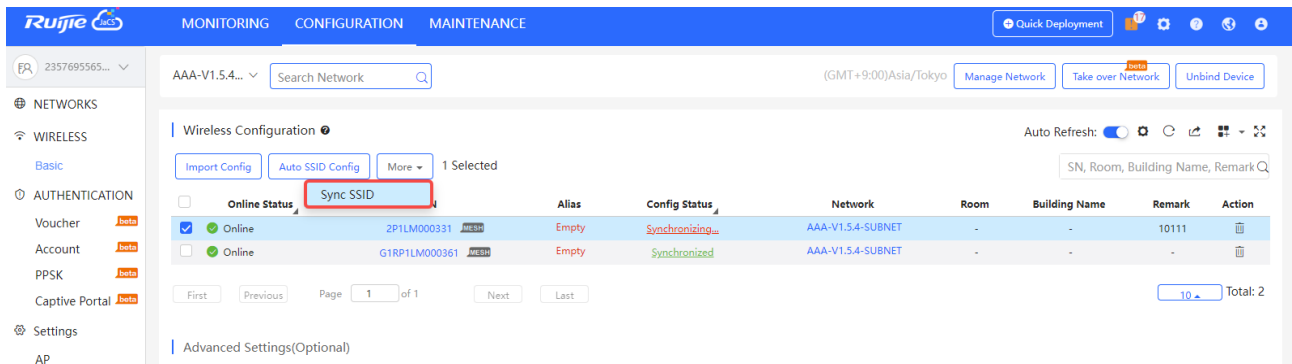 Ruijie JaCS MONITORING CONFIGURATION MAINTENANCE Quick Deployment 17
2357695565... AAA-V1.5.4... Search Network (GMT+9:00)Asia/Tokyo Manage Network Take over Network beta Unbind Device
NETWORKS
WIRELESS
Basic
AUTHENTICATION
Voucher beta
Account beta
PPSK beta
Captive Portal beta
Settings
AP
Wireless Configuration Auto Refresh:
Import Config Auto SSID Config More 1 Selected SN, Room, Building Name, Remark
Sync SSID
Online Status Alias Config Status Network Room Building Name Remark Action
Online 2P1LM000331 MESH Empty Synchronizing... AAA-V1.5.4-SUBNET - - 10111
Online G1RP1LM000361 MESH Empty Synchronized AAA-V1.5.4-SUBNET - - -
First Previous Page 1 of 1 Next Last 10 Total: 2
Advanced Settings(Optional)